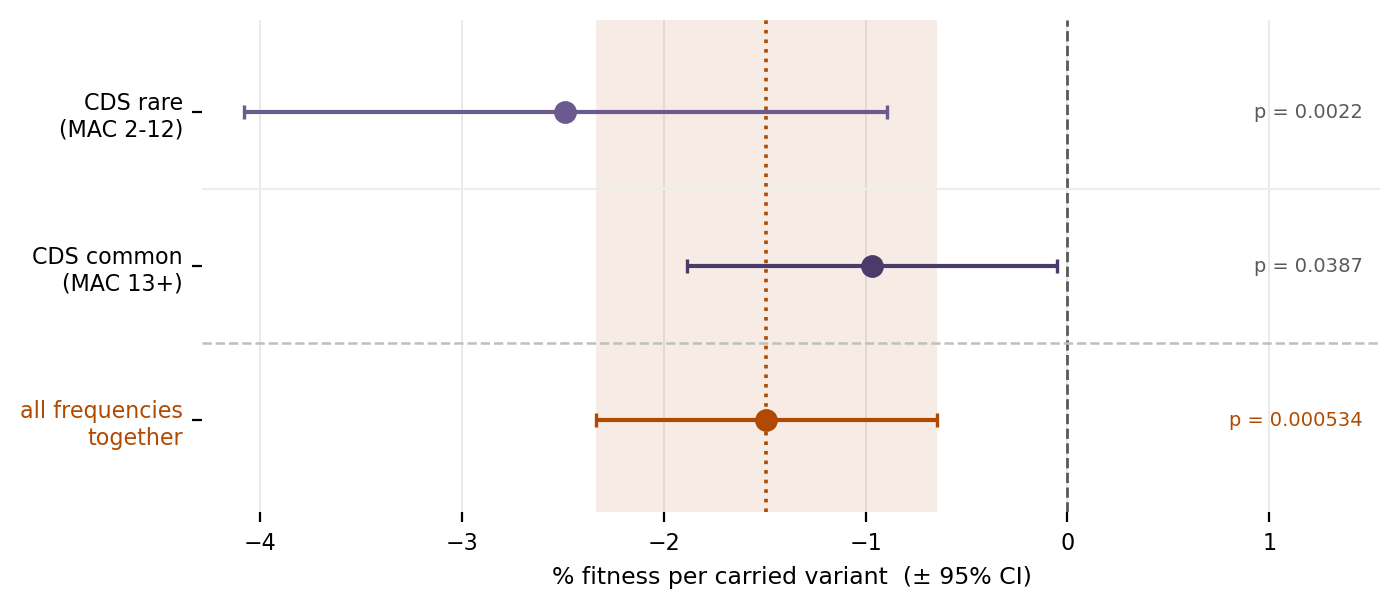 CDS rare
(MAC 2-12)
p = 0.0022
CDS common
(MAC 13+)
p = 0.0387
all frequencies
together
p = 0.000534
−4
−3
−2
−1
0
1
% fitness per carried variant  (± 95% CI)